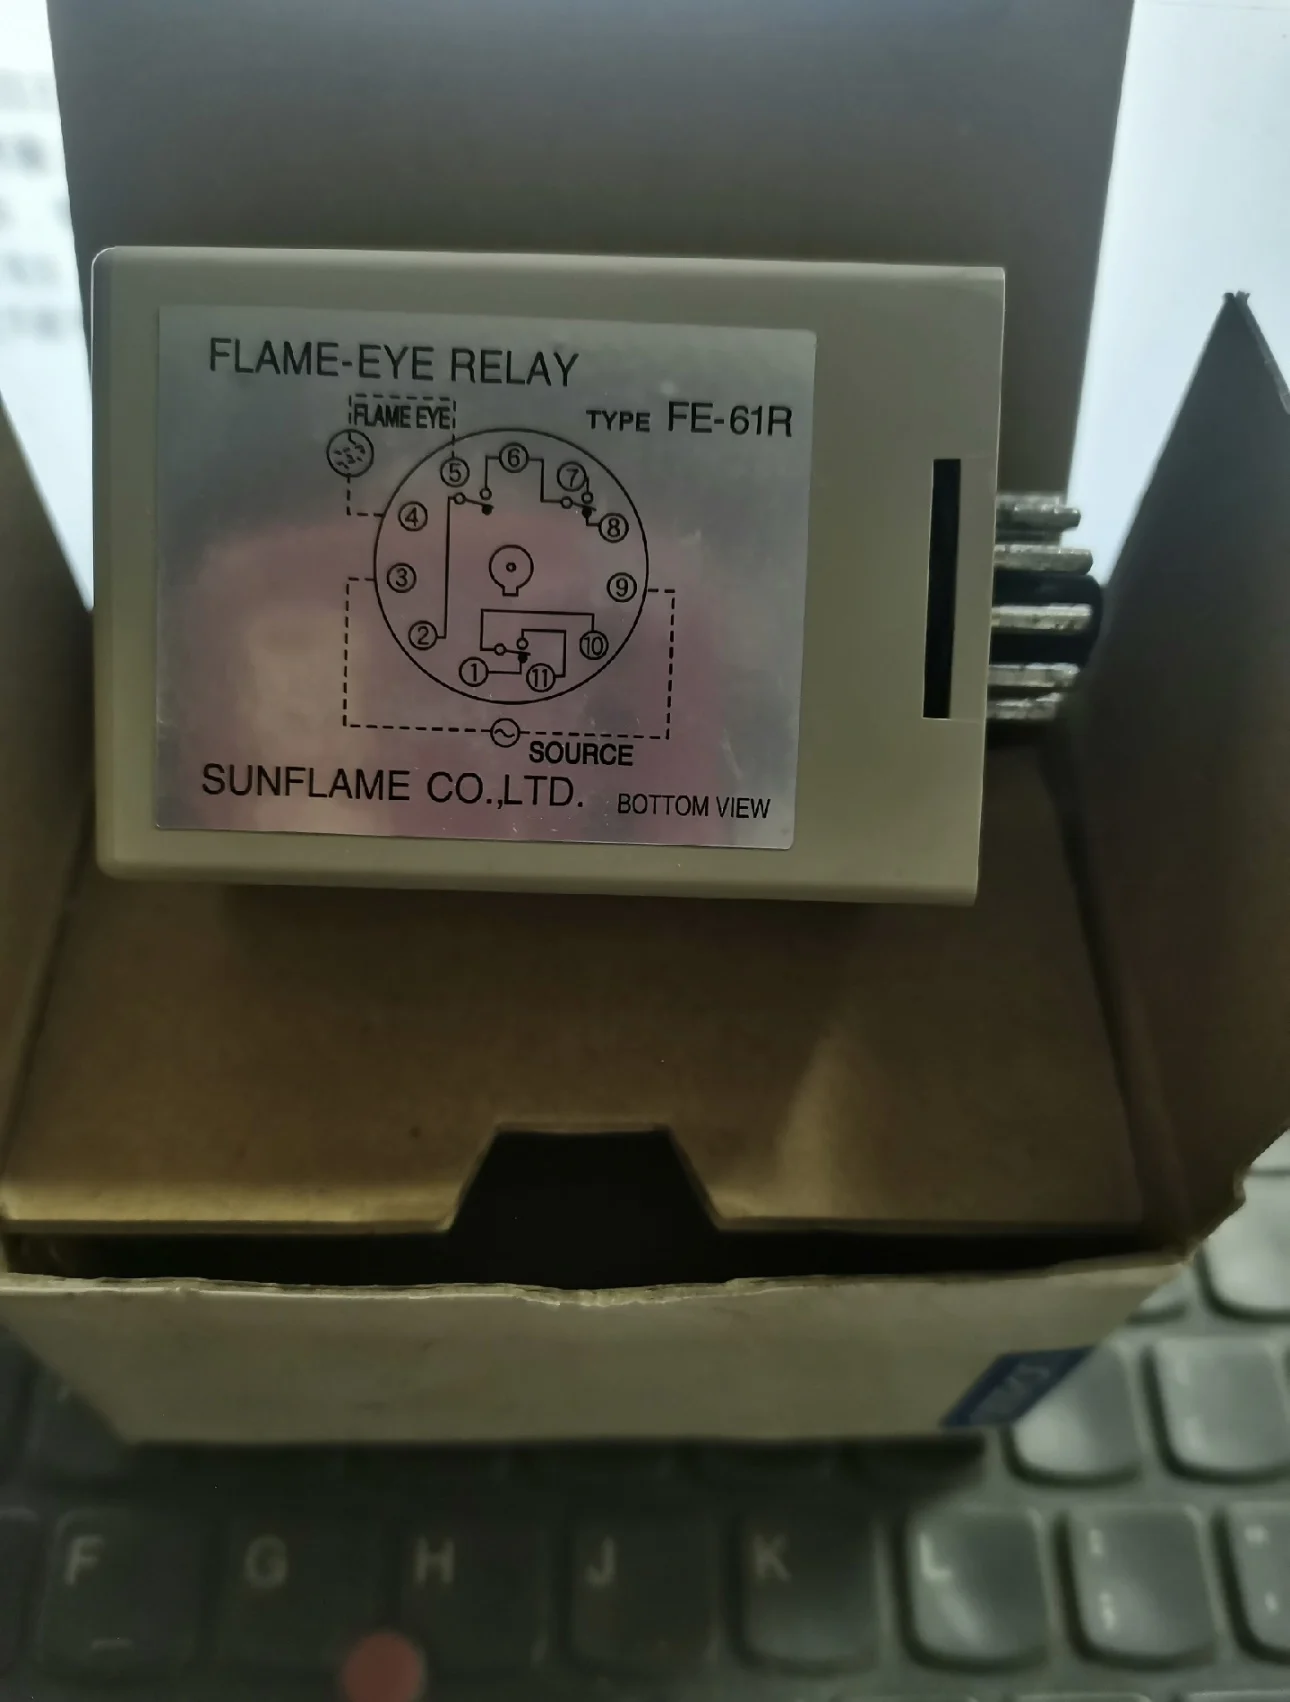 FLAME-EYE RELAY
FLAME EYE
TYPE FE-61R
5 6 7
4 8
3 9
2 10
1 11
SOURCE
SUNFLAME CO.,LTD. BOTTOM VIEW
F G H J K L